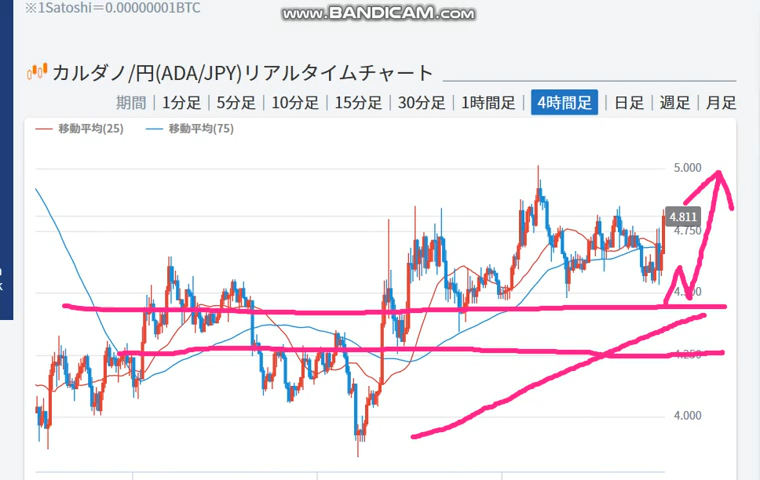 ※1Satoshi＝0.00000001BTC
www.BANDICAM.com
カルダノ/円(ADA/JPY)リアルタイムチャート
期間 | 1分足 | 5分足 | 10分足 | 15分足 | 30分足 | 1時間足 | 4時間足 | 日足 | 週足 | 月足
移動平均(25) 移動平均(75)
5.000
4.811
4.750
4.250
4.000
k